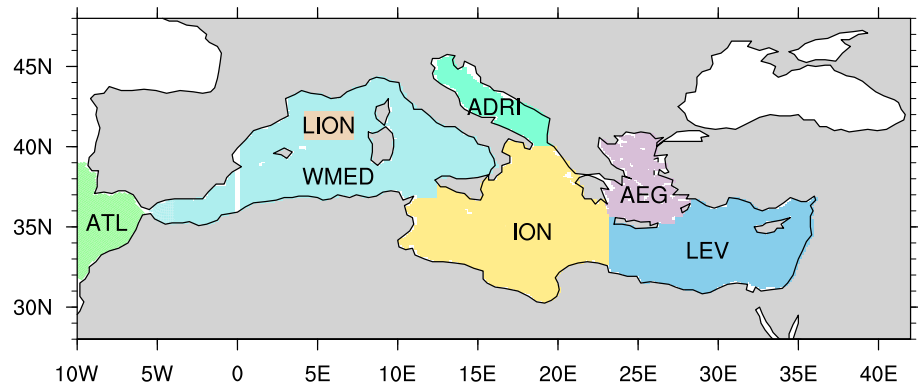 45N
ADRI
LION
40N
WMED
AEG
ATL
35N
ION
LEV
30N
10W 5W 0 5E 10E 15E 20E 25E 30E 35E 40E